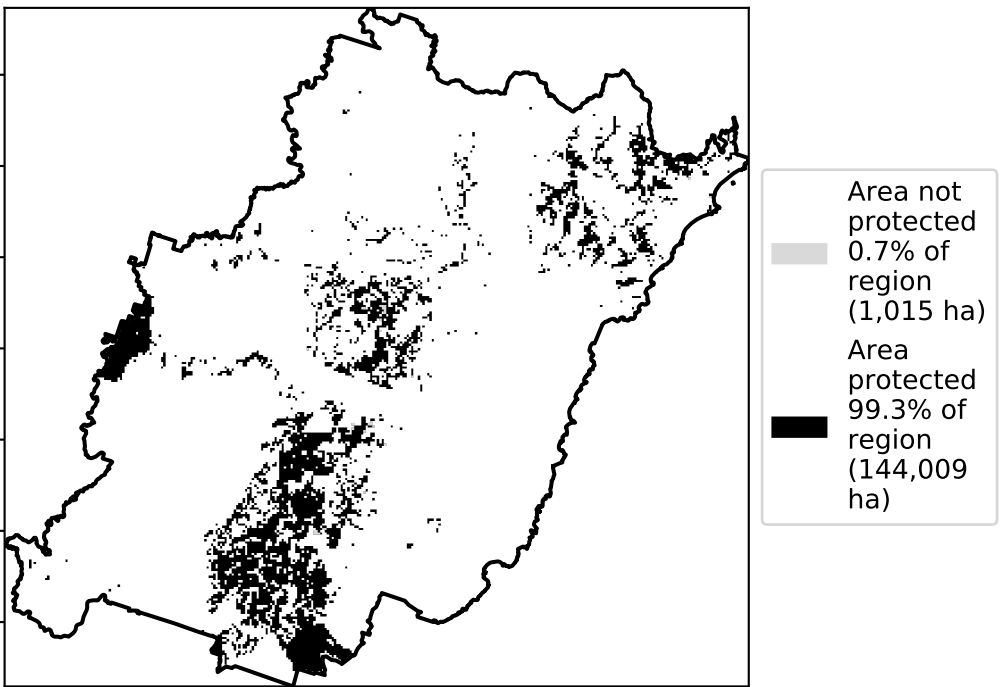 Area not
protected
0.7% of
region
(1,015 ha)
Area
protected
99.3% of
region
(144,009
ha)